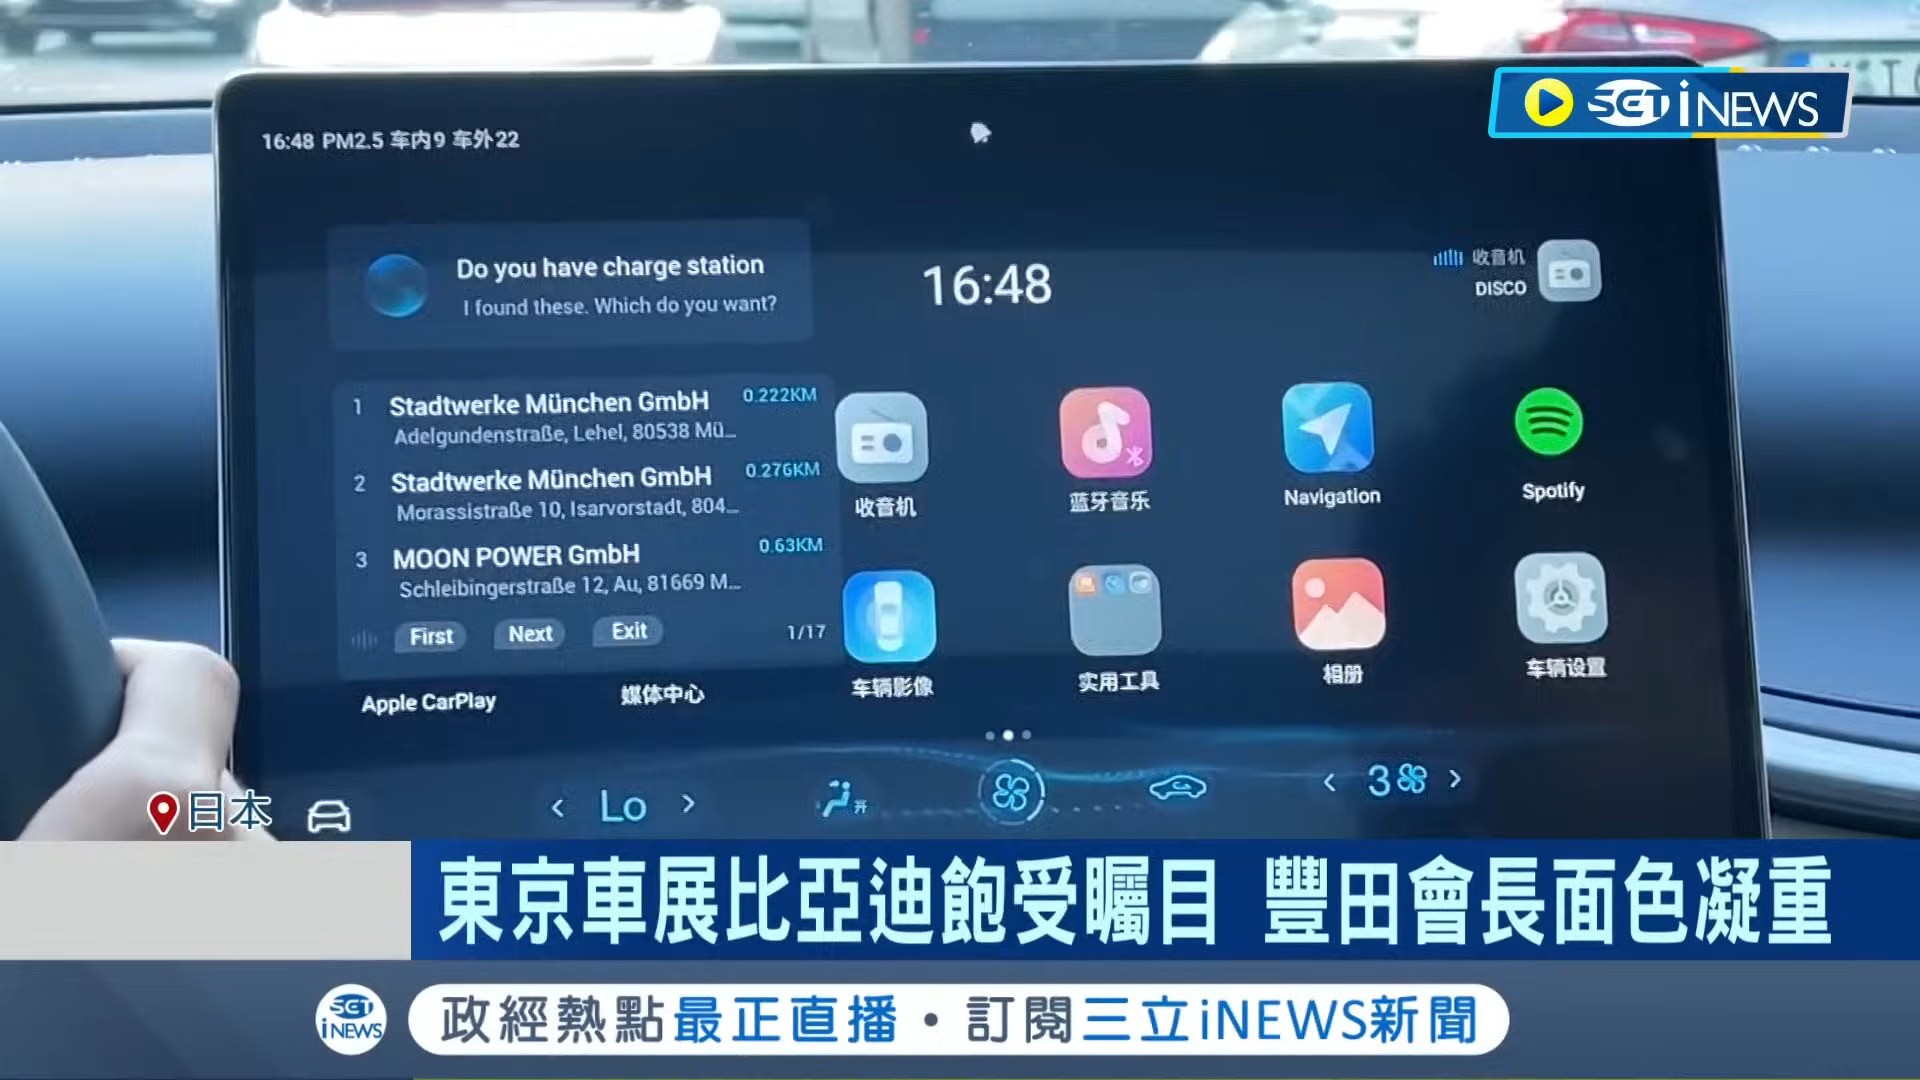 SET iNEWS
16:48 PM2.5 车内9 车外22
Do you have charge station
I found these. Which do you want?
16:48
收音机
DISCO
1 Stadtwerke München GmbH 0.222KM
Adelgundenstraße, Lehel, 80538 Mü...
2 Stadtwerke München GmbH 0.276KM
Morassistraße 10, Isarvorstadt, 804...
3 MOON POWER GmbH 0.63KM
Schleibingerstraße 12, Au, 81669 M...
First Next Exit 1/17
Apple CarPlay 媒体中心
收音机 蓝牙音乐 Navigation Spotify
车辆影像 实用工具 相册 车辆设置
Lo 开 3
日本
東京車展比亞迪飽受矚目 豐田會長面色凝重
SET iNEWS
政經熱點最正直播・訂閱三立iNEWS新聞